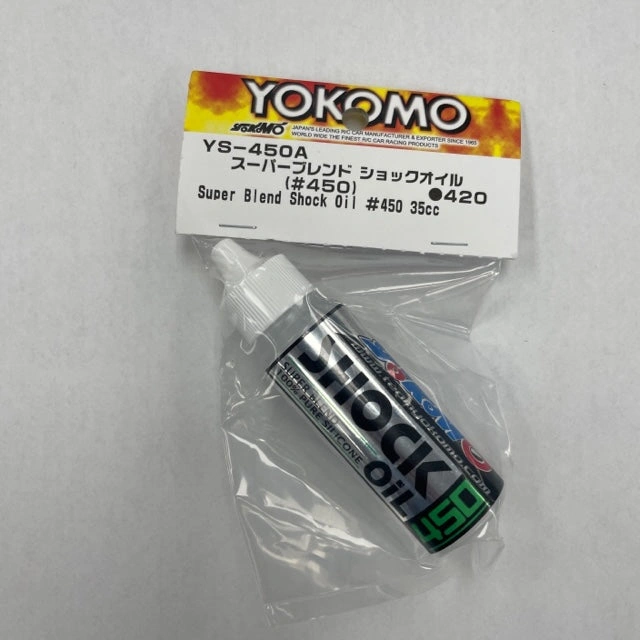 YOKOMO
YOKOMO
JAPAN'S-LEADING R/C CAR MANUFACTURER & EXPORTER SINCE 1965
WORLD WIDE THE FINEST R/C CAR RACING PRODUCTS
YS-450A
スーパーブレンド ショックオイル
(#450)
●420
Super Blend Shock Oil #450 35cc
SHOCK
OIL
450
SUPER BLEND
100% PURE SILICONE